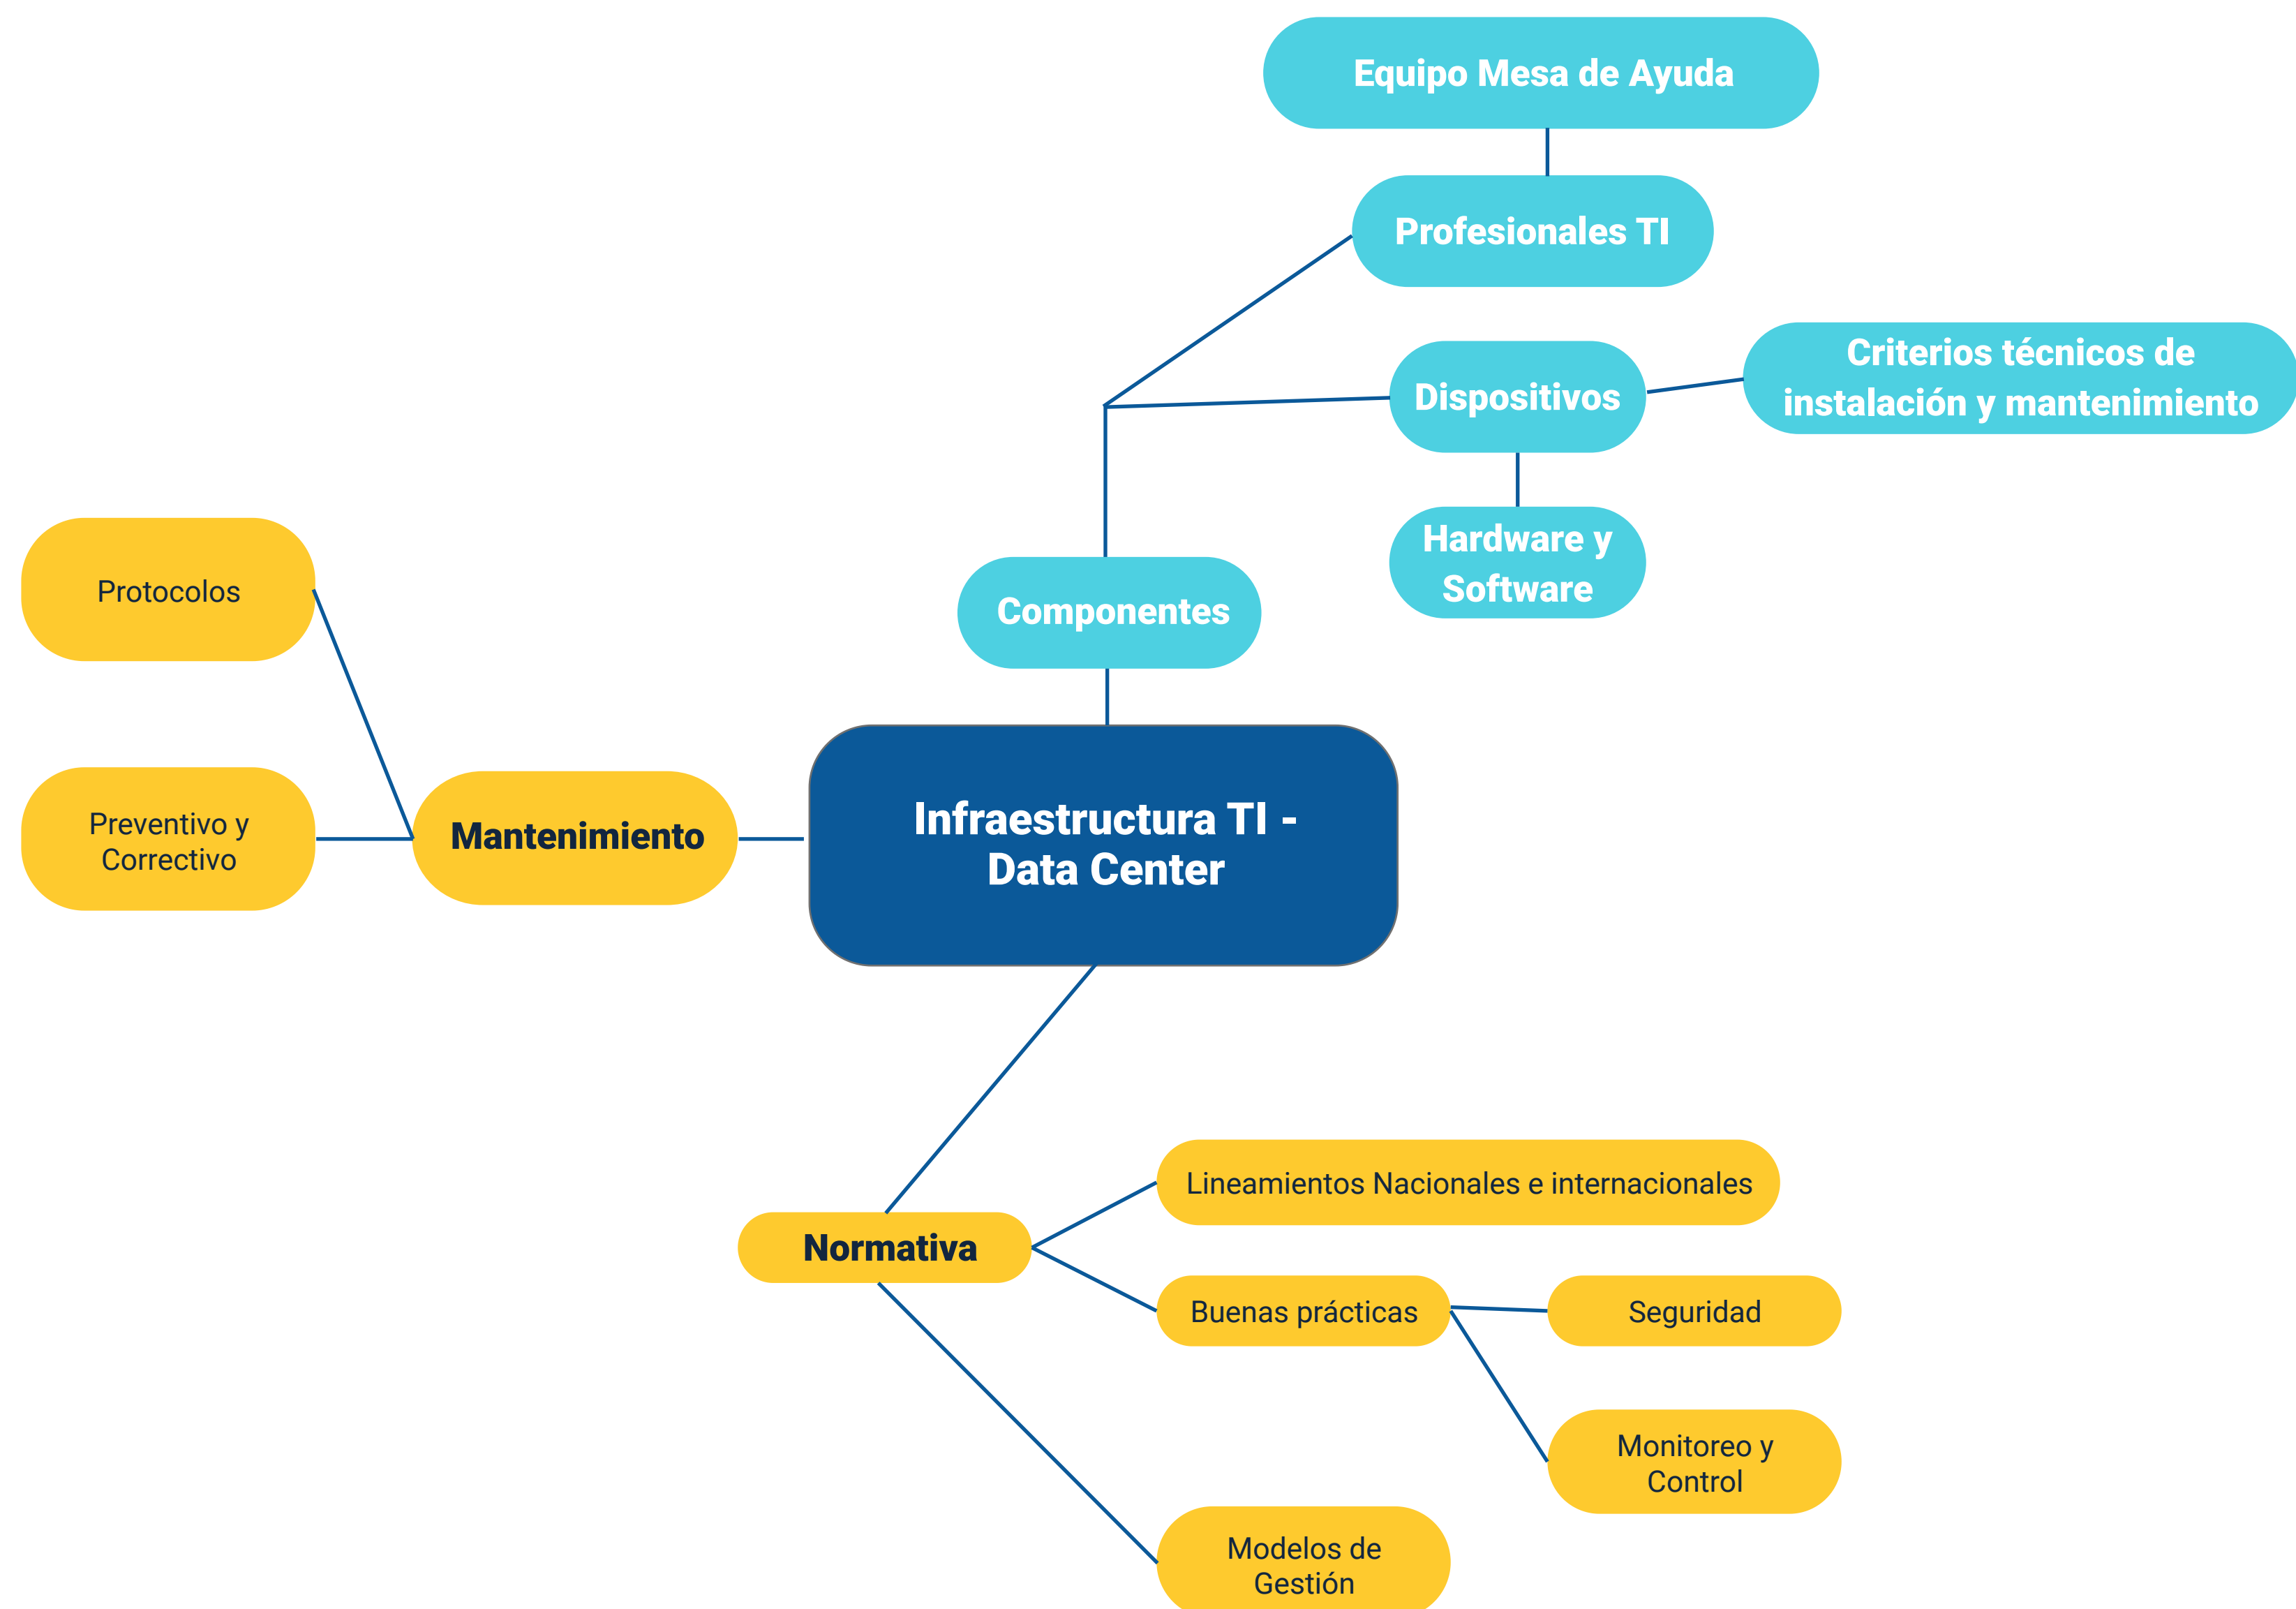 Equipo Mesa de Ayuda
Profesionales TI
Criterios técnicos de
instalación y mantenimiento
Dispositivos
Hardware y
Software
Componentes
Protocolos
Preventivo y
Correctivo
Mantenimiento
Infraestructura TI -
Data Center
Normativa
Lineamientos Nacionales e internacionales
Buenas prácticas
Seguridad
Monitoreo y
Control
Modelos de
Gestión